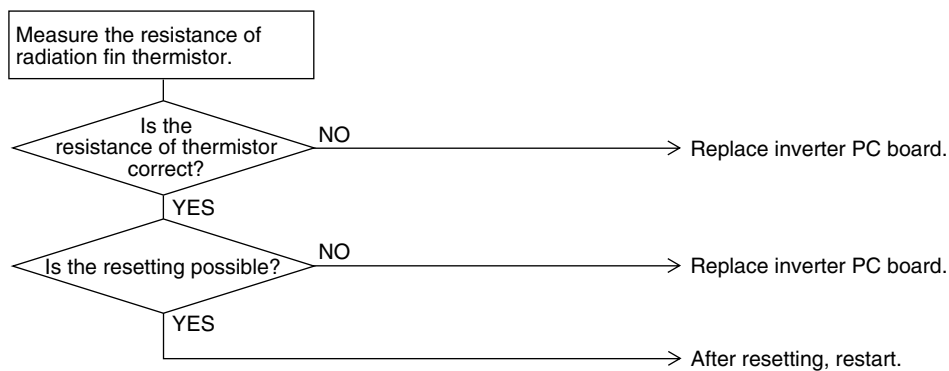 Measure the resistance of
radiation fin thermistor.
Is the
resistance of thermistor
correct?
NO
Replace inverter PC board.
YES
Is the resetting possible?
NO
Replace inverter PC board.
YES
After resetting, restart.